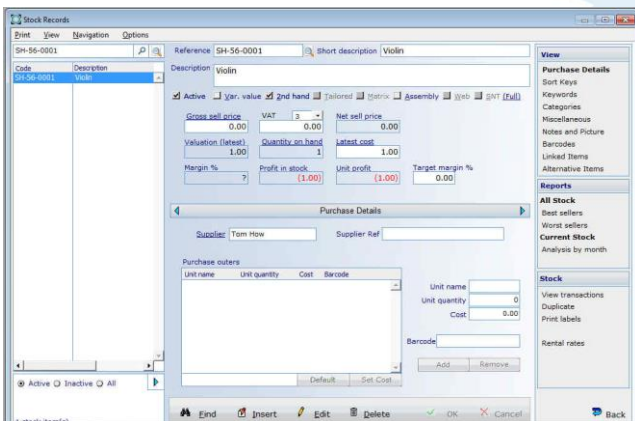 Stock Records
Print View Navigation Options
SH-56-0001
Code Description
SH-56-0001 Violin
Active Inactive All
Reference SH-56-0001 Short description Violin
Description Violin
Active Var. value 2nd hand Tailored Matrix Assembly Web SNT (Full)
Gross sell price VAT 3 Net sell price
0.00 0.00 0.00
Valuation (latest) Quantity on hand Latest cost
1.00 1 1.00
Margin % Profit in stock Unit profit Target margin %
? (1.00) (1.00) 0.00
Purchase Details
Supplier Tom How Supplier Ref
Purchase outers
Unit name Unit quantity Cost Barcode
Unit name
Unit quantity 0
Cost 0.00
Barcode
Add Remove
Default Set Cost
Find Insert Edit Delete OK Cancel
View
Purchase Details
Sort Keys
Keywords
Categories
Miscellaneous
Notes and Picture
Barcodes
Linked Items
Alternative Items
Reports
All Stock
Best sellers
Worst sellers
Current Stock
Analysis by month
Stock
View transactions
Duplicate
Print labels
Rental rates
Back